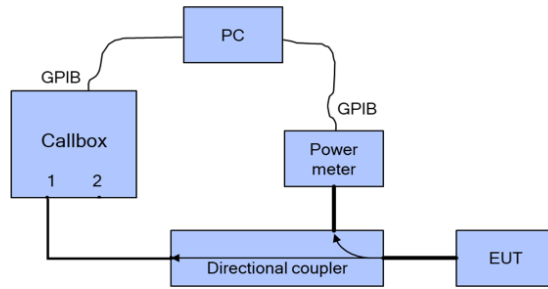 PC
GPIB
GPIB
Callbox
1 2
Power
meter
Directional coupler
EUT